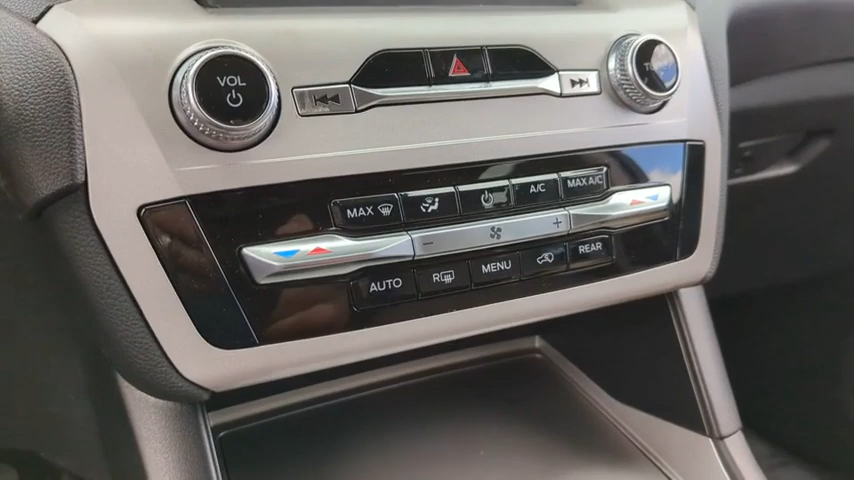 VOL
MAX
A/C
MAX A/C
− +
AUTO
R
MENU
REAR